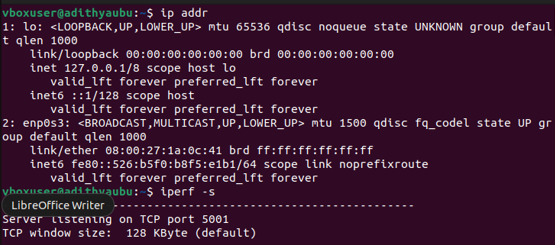 vboxuser@adithyaubu:~$ ip addr
1: lo: <LOOPBACK,UP,LOWER_UP> mtu 65536 qdisc noqueue state UNKNOWN group defaul
t qlen 1000
    link/loopback 00:00:00:00:00:00 brd 00:00:00:00:00:00
    inet 127.0.0.1/8 scope host lo
       valid_lft forever preferred_lft forever
    inet6 ::1/128 scope host
       valid_lft forever preferred_lft forever
2: enp0s3: <BROADCAST,MULTICAST,UP,LOWER_UP> mtu 1500 qdisc fq_codel state UP gr
oup default qlen 1000
    link/ether 08:00:27:1a:0c:41 brd ff:ff:ff:ff:ff:ff
    inet6 fe80::526:b5f0:b8f5:e1b1/64 scope link noprefixroute
       valid_lft forever preferred_lft forever
vboxuser@adithyaubu:~$ iperf -s
LibreOffice Writer
------------------------------------------
Server listening on TCP port 5001
TCP window size:  128 KByte (default)